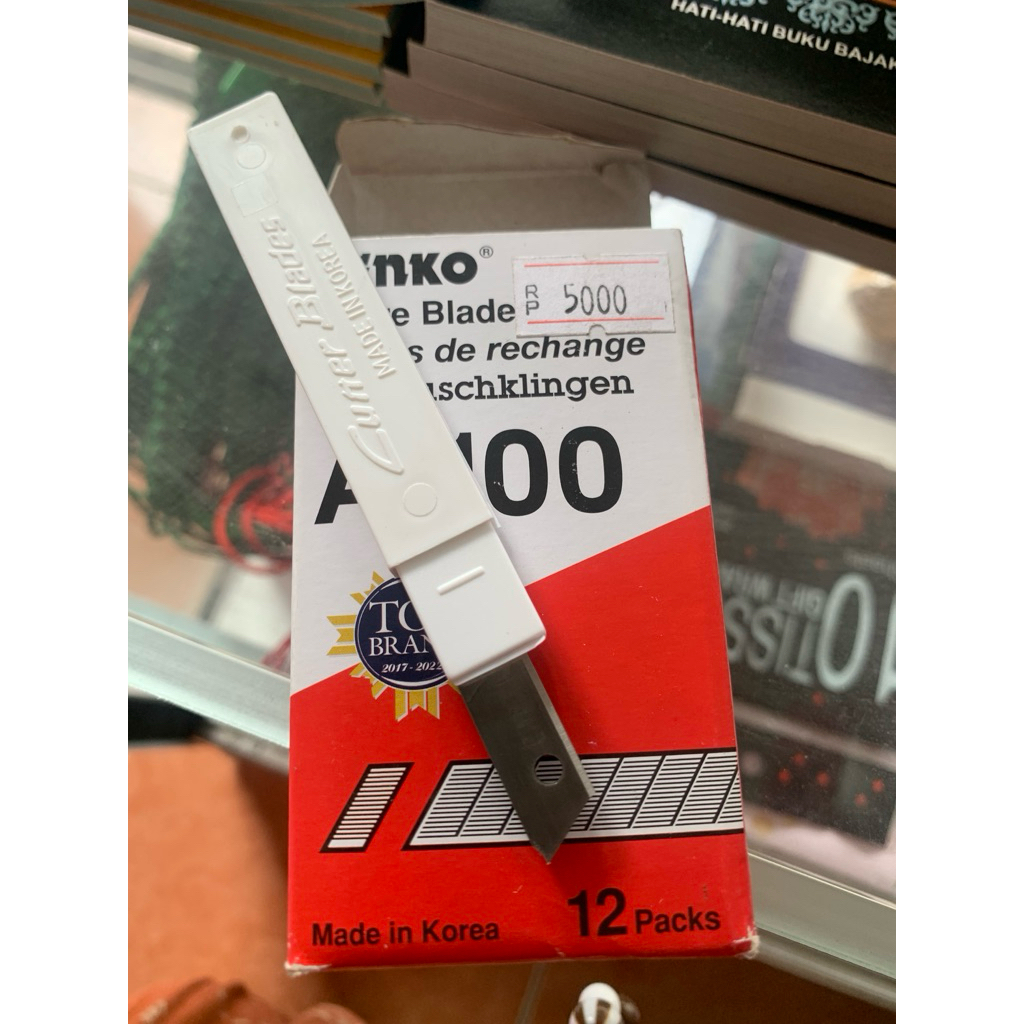 HATI-HATI BUKU BAJAK
Cutter Blades
MADE IN KOREA
NKO®
RP 5000
e Blade
s de rechange
uschklingen
A 100
TO
BRAN
2017-2022
Made in Korea
12 Packs